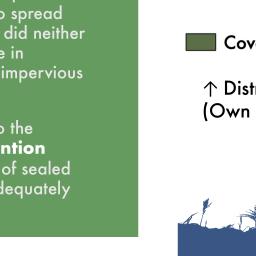 o spread
did neither
e in
impervious
o the
ntion
of sealed
dequately
Cov
↑ Distr
(Own